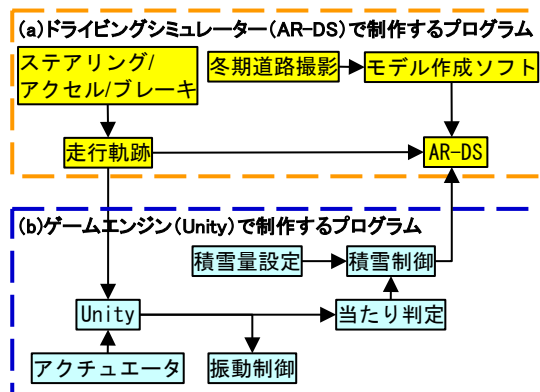 (a)ドライビングシミュレーター(AR-DS)で制作するプログラム
ステアリング/
アクセル/ブレーキ
冬期道路撮影
モデル作成ソフト
走行軌跡
AR-DS
(b)ゲームエンジン(Unity)で制作するプログラム
積雪量設定
積雪制御
Unity
当たり判定
アクチュエータ
振動制御